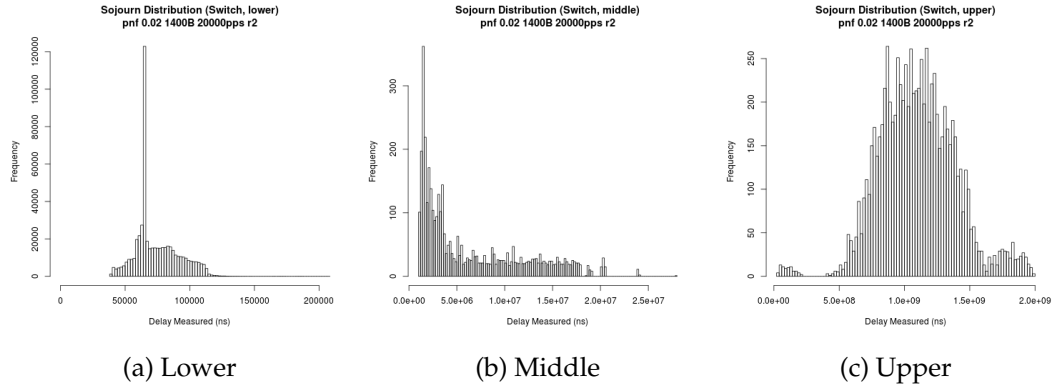 Sojourn Distribution (Switch, lower)
pnf 0.02 1400B 20000pps r2
Frequency
0 20000 40000 60000 80000 100000 120000
0 50000 100000 150000 200000
Delay Measured (ns)
(a) Lower
Sojourn Distribution (Switch, middle)
pnf 0.02 1400B 20000pps r2
Frequency
0 100 200 300
0.0e+00 5.0e+06 1.0e+07 1.5e+07 2.0e+07 2.5e+07
Delay Measured (ns)
(b) Middle
Sojourn Distribution (Switch, upper)
pnf 0.02 1400B 20000pps r2
Frequency
0 50 100 150 200 250
0.0e+00 5.0e+08 1.0e+09 1.5e+09 2.0e+09
Delay Measured (ns)
(c) Upper